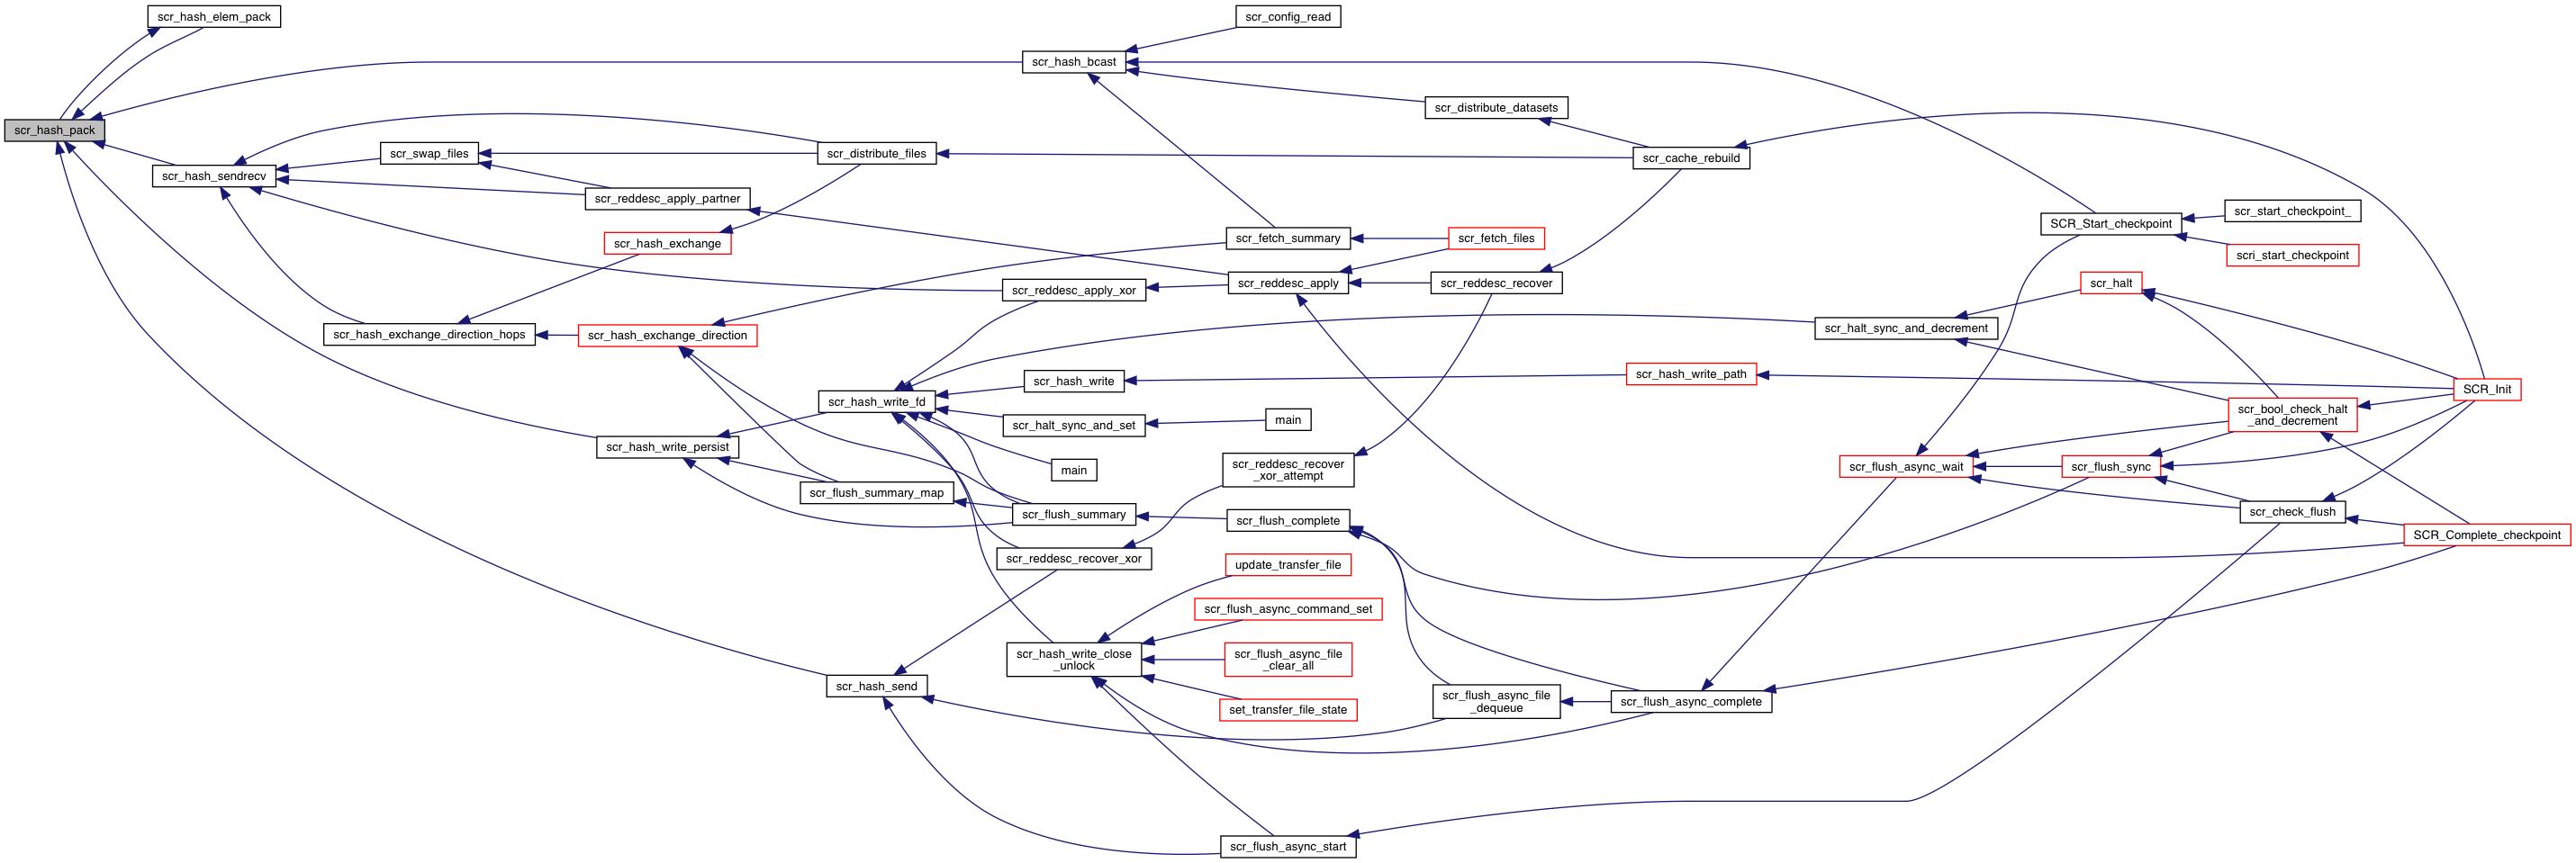 scr_hash_elem_pack
scr_config_read
scr_hash_bcast
scr_distribute_datasets
scr_hash_pack
scr_swap_files
scr_distribute_files
scr_cache_rebuild
scr_hash_sendrecv
scr_reddesc_apply_partner
SCR_Start_checkpoint
scr_start_checkpoint_
scr_hash_exchange
scr_fetch_summary
scr_fetch_files
scri_start_checkpoint
scr_reddesc_apply_xor
scr_reddesc_apply
scr_reddesc_recover
scr_halt
scr_hash_exchange_direction_hops
scr_hash_exchange_direction
scr_halt_sync_and_decrement
scr_hash_write
scr_hash_write_path
SCR_Init
scr_hash_write_fd
scr_halt_sync_and_set
main
scr_bool_check_halt
_and_decrement
scr_hash_write_persist
main
scr_reddesc_recover
_xor_attempt
scr_flush_async_wait
scr_flush_sync
scr_flush_summary_map
scr_flush_summary
scr_flush_complete
scr_check_flush
SCR_Complete_checkpoint
scr_reddesc_recover_xor
update_transfer_file
scr_flush_async_command_set
scr_hash_write_close
_unlock
scr_flush_async_file
_clear_all
scr_hash_send
set_transfer_file_state
scr_flush_async_file
_dequeue
scr_flush_async_complete
scr_flush_async_start